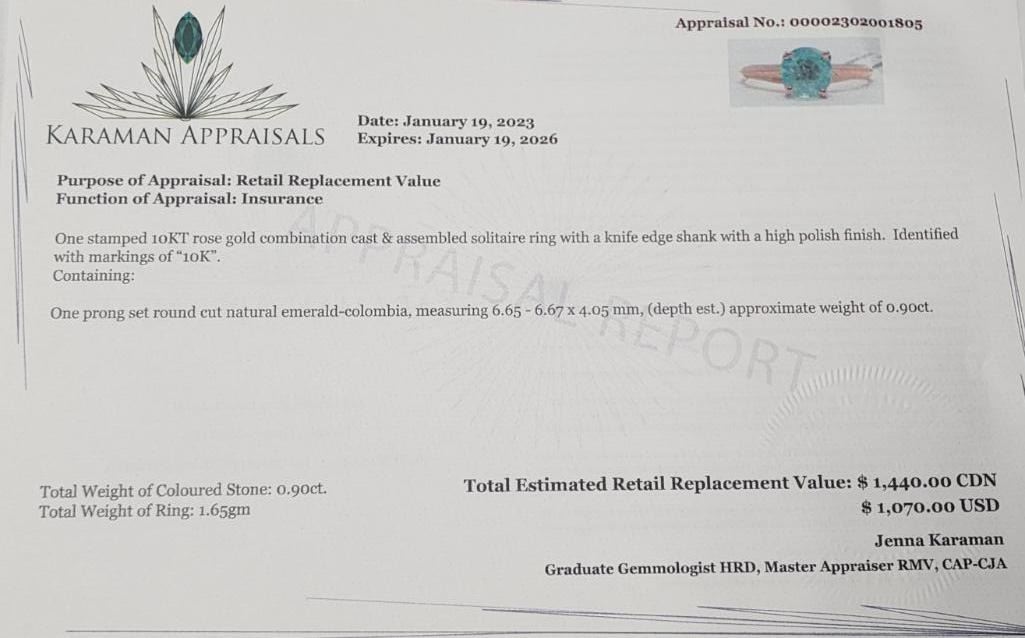 Appraisal No.: 00002302001805
KARAMAN APPRAISALS
Date: January 19, 2023
Expires: January 19, 2026
Purpose of Appraisal: Retail Replacement Value
Function of Appraisal: Insurance
One stamped 10KT rose gold combination cast & assembled solitaire ring with a knife edge shank with a high polish finish. Identified
with markings of “10K”.
Containing:
One prong set round cut natural emerald-colombia, measuring 6.65 - 6.67 x 4.05 mm, (depth est.) approximate weight of 0.90ct.
APPRAISAL REPORT
Total Weight of Coloured Stone: 0.90ct.
Total Weight of Ring: 1.65gm
Total Estimated Retail Replacement Value: $ 1,440.00 CDN
$ 1,070.00 USD
Jenna Karaman
Graduate Gemmologist HRD, Master Appraiser RMV, CAP-CJA